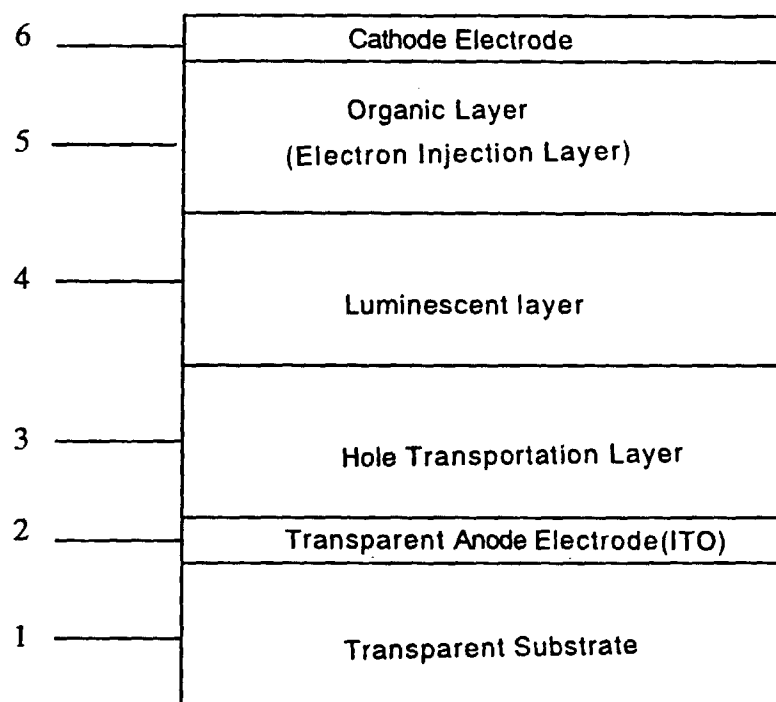 6 Cathode Electrode
Organic Layer
5 (Electron Injection Layer)
4 Luminescent layer
3 Hole Transportation Layer
2 Transparent Anode Electrode(ITO)
1 Transparent Substrate